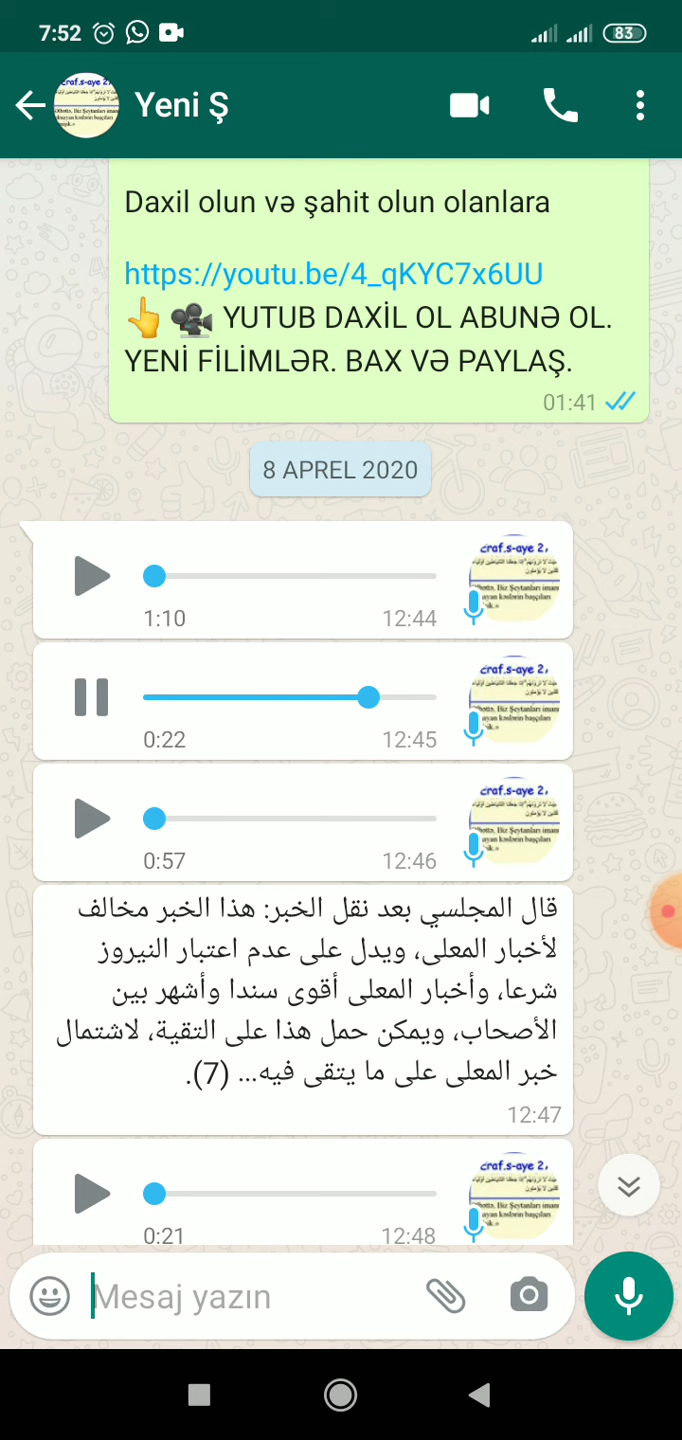 7:52
83
Yeni Ş
Daxil olun və şahit olun olanlara
https://youtu.be/4_qKYC7x6UU
👆 🎥 YUTUB DAXİL OL ABUNƏ OL.
YENİ FİLİMLƏR. BAX VƏ PAYLAŞ.
01:41
8 APREL 2020
1:10 12:44
0:22 12:45
0:57 12:46
قال المجلسي بعد نقل الخبر: هذا الخبر مخالف
لأخبار المعلى، ويدل على عدم اعتبار النيروز
شرعا، وأخبار المعلى أقوى سندا وأشهر بين
الأصحاب، ويمكن حمل هذا على التقية، لاشتمال
خبر المعلى على ما يتقى فيه... (7).
12:47
0:21 12:48
Mesaj yazın